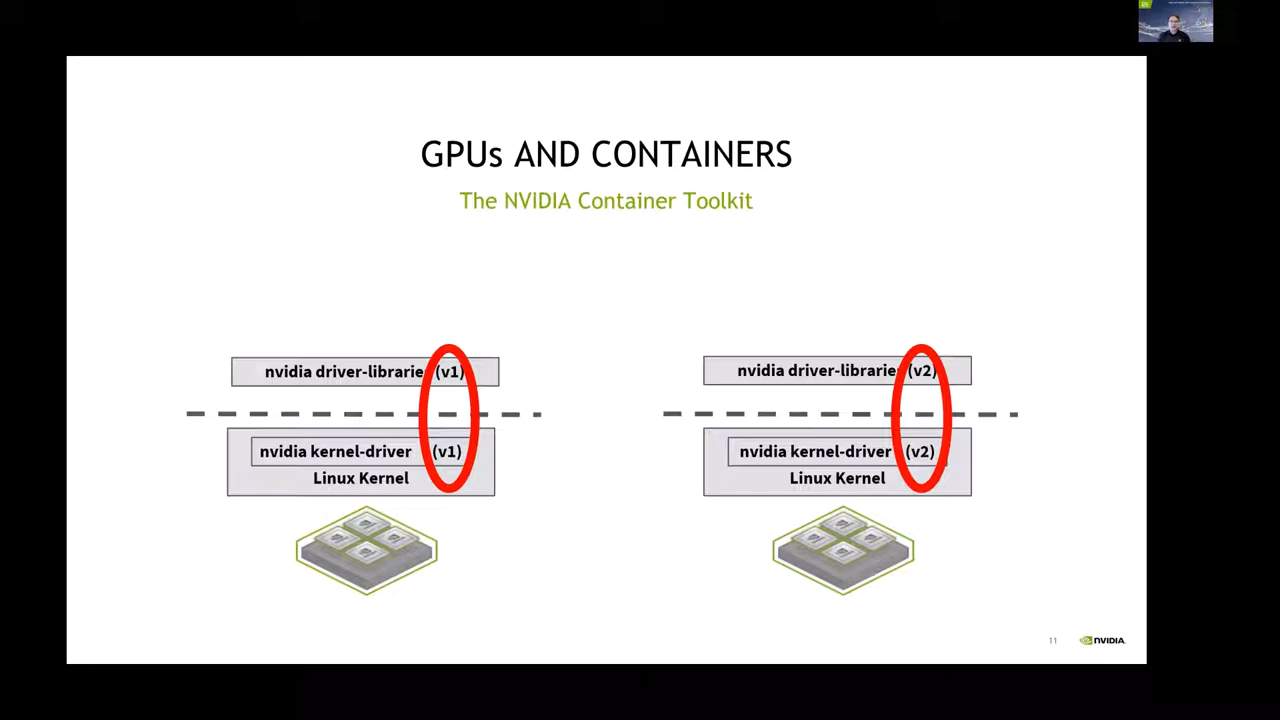 GPUs AND CONTAINERS
The NVIDIA Container Toolkit
nvidia driver-libraries (v1)
nvidia driver-libraries (v2)
nvidia kernel-driver (v1)
Linux Kernel
nvidia kernel-driver (v2)
Linux Kernel
11
NVIDIA.